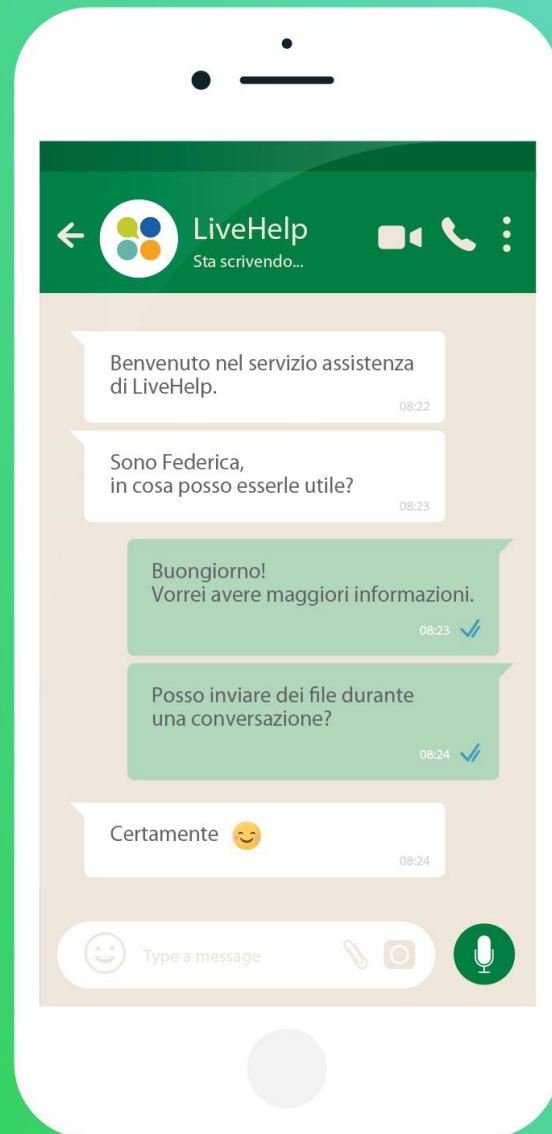 LiveHelp
Sta scrivendo...
Benvenuto nel servizio assistenza
di LiveHelp.
08:22
Sono Federica,
in cosa posso esserle utile?
08:23
Buongiorno!
Vorrei avere maggiori informazioni.
08:23
Posso inviare dei file durante
una conversazione?
08:24
Certamente 😊
08:24
Type a message